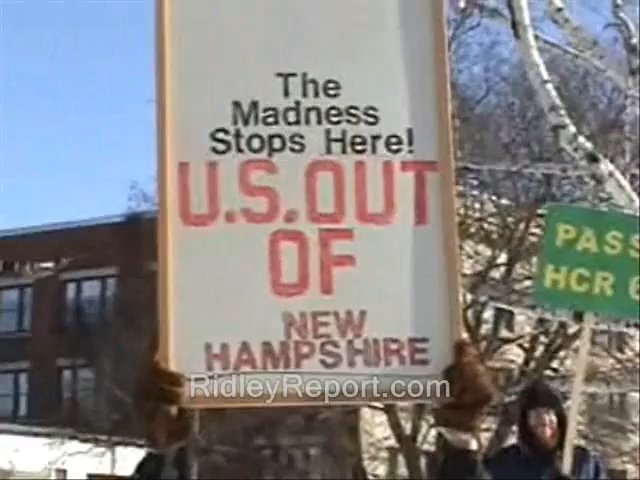 The
Madness
Stops Here!
U.S. OUT
OF
NEW
HAMPSHIRE
RidleyReport.com
PASS
HCR